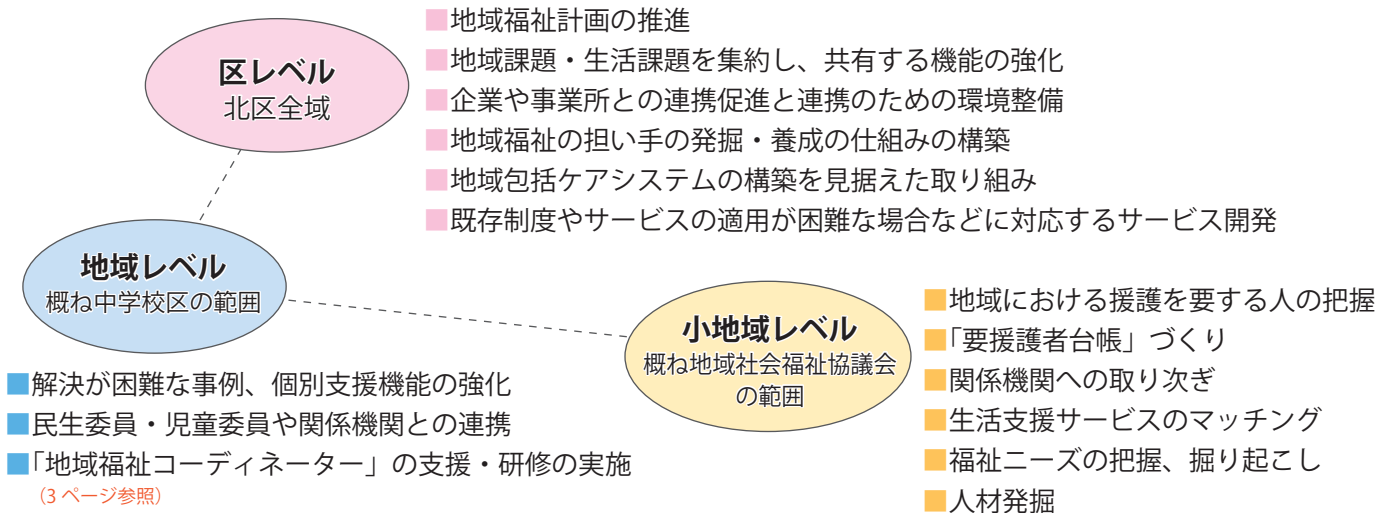 区レベル
北区全域
■地域福祉計画の推進
■地域課題・生活課題を集約し、共有する機能の強化
■企業や事業所との連携促進と連携のための環境整備
■地域福祉の担い手の発掘・養成の仕組みの構築
■地域包括ケアシステムの構築を見据えた取り組み
■既存制度やサービスの適用が困難な場合などに対応するサービス開発
地域レベル
概ね中学校区の範囲
■解決が困難な事例、個別支援機能の強化
■民生委員・児童委員や関係機関との連携
■「地域福祉コーディネーター」の支援・研修の実施
（3 ページ参照）
小地域レベル
概ね地域社会福祉協議会
の範囲
■地域における援護を要する人の把握
■「要援護者台帳」づくり
■関係機関への取り次ぎ
■生活支援サービスのマッチング
■福祉ニーズの把握、掘り起こし
■人材発掘